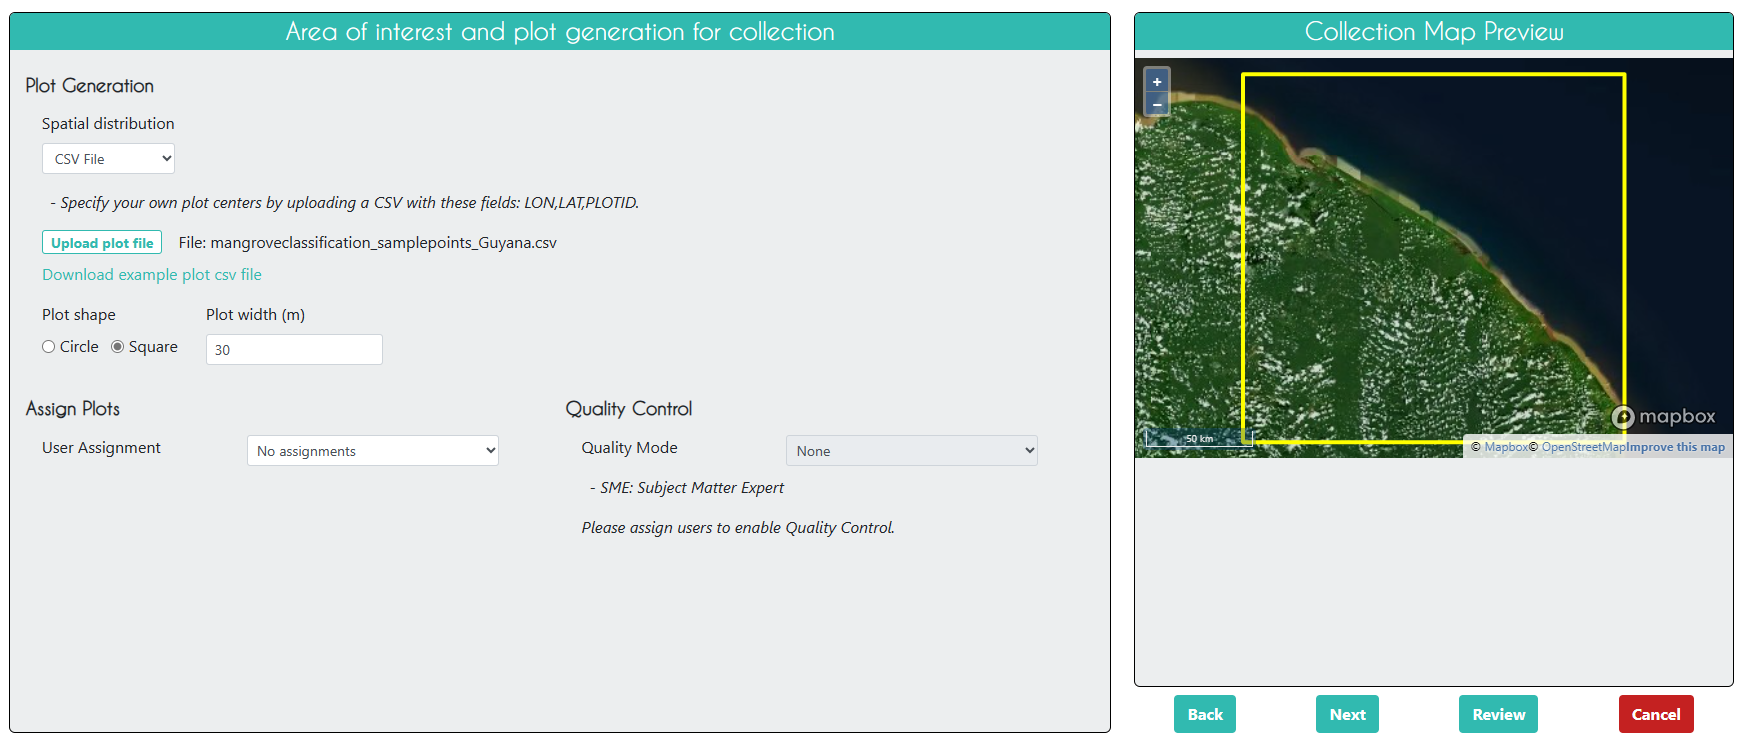 Area of interest and plot generation for collection
Plot Generation
Spatial distribution
CSV File
- Specify your own plot centers by uploading a CSV with these fields: LON,LAT,PLOTID.
Upload plot file File: mangroveclassification_samplepoints_Guyana.csv
Download example plot csv file
Plot shape Plot width (m)
Circle Square 30
Assign Plots
User Assignment No assignments
Quality Control
Quality Mode None
- SME: Subject Matter Expert
Please assign users to enable Quality Control.
Collection Map Preview
+
−
50 km
mapbox
© Mapbox© OpenStreetMapImprove this map
Back Next Review Cancel